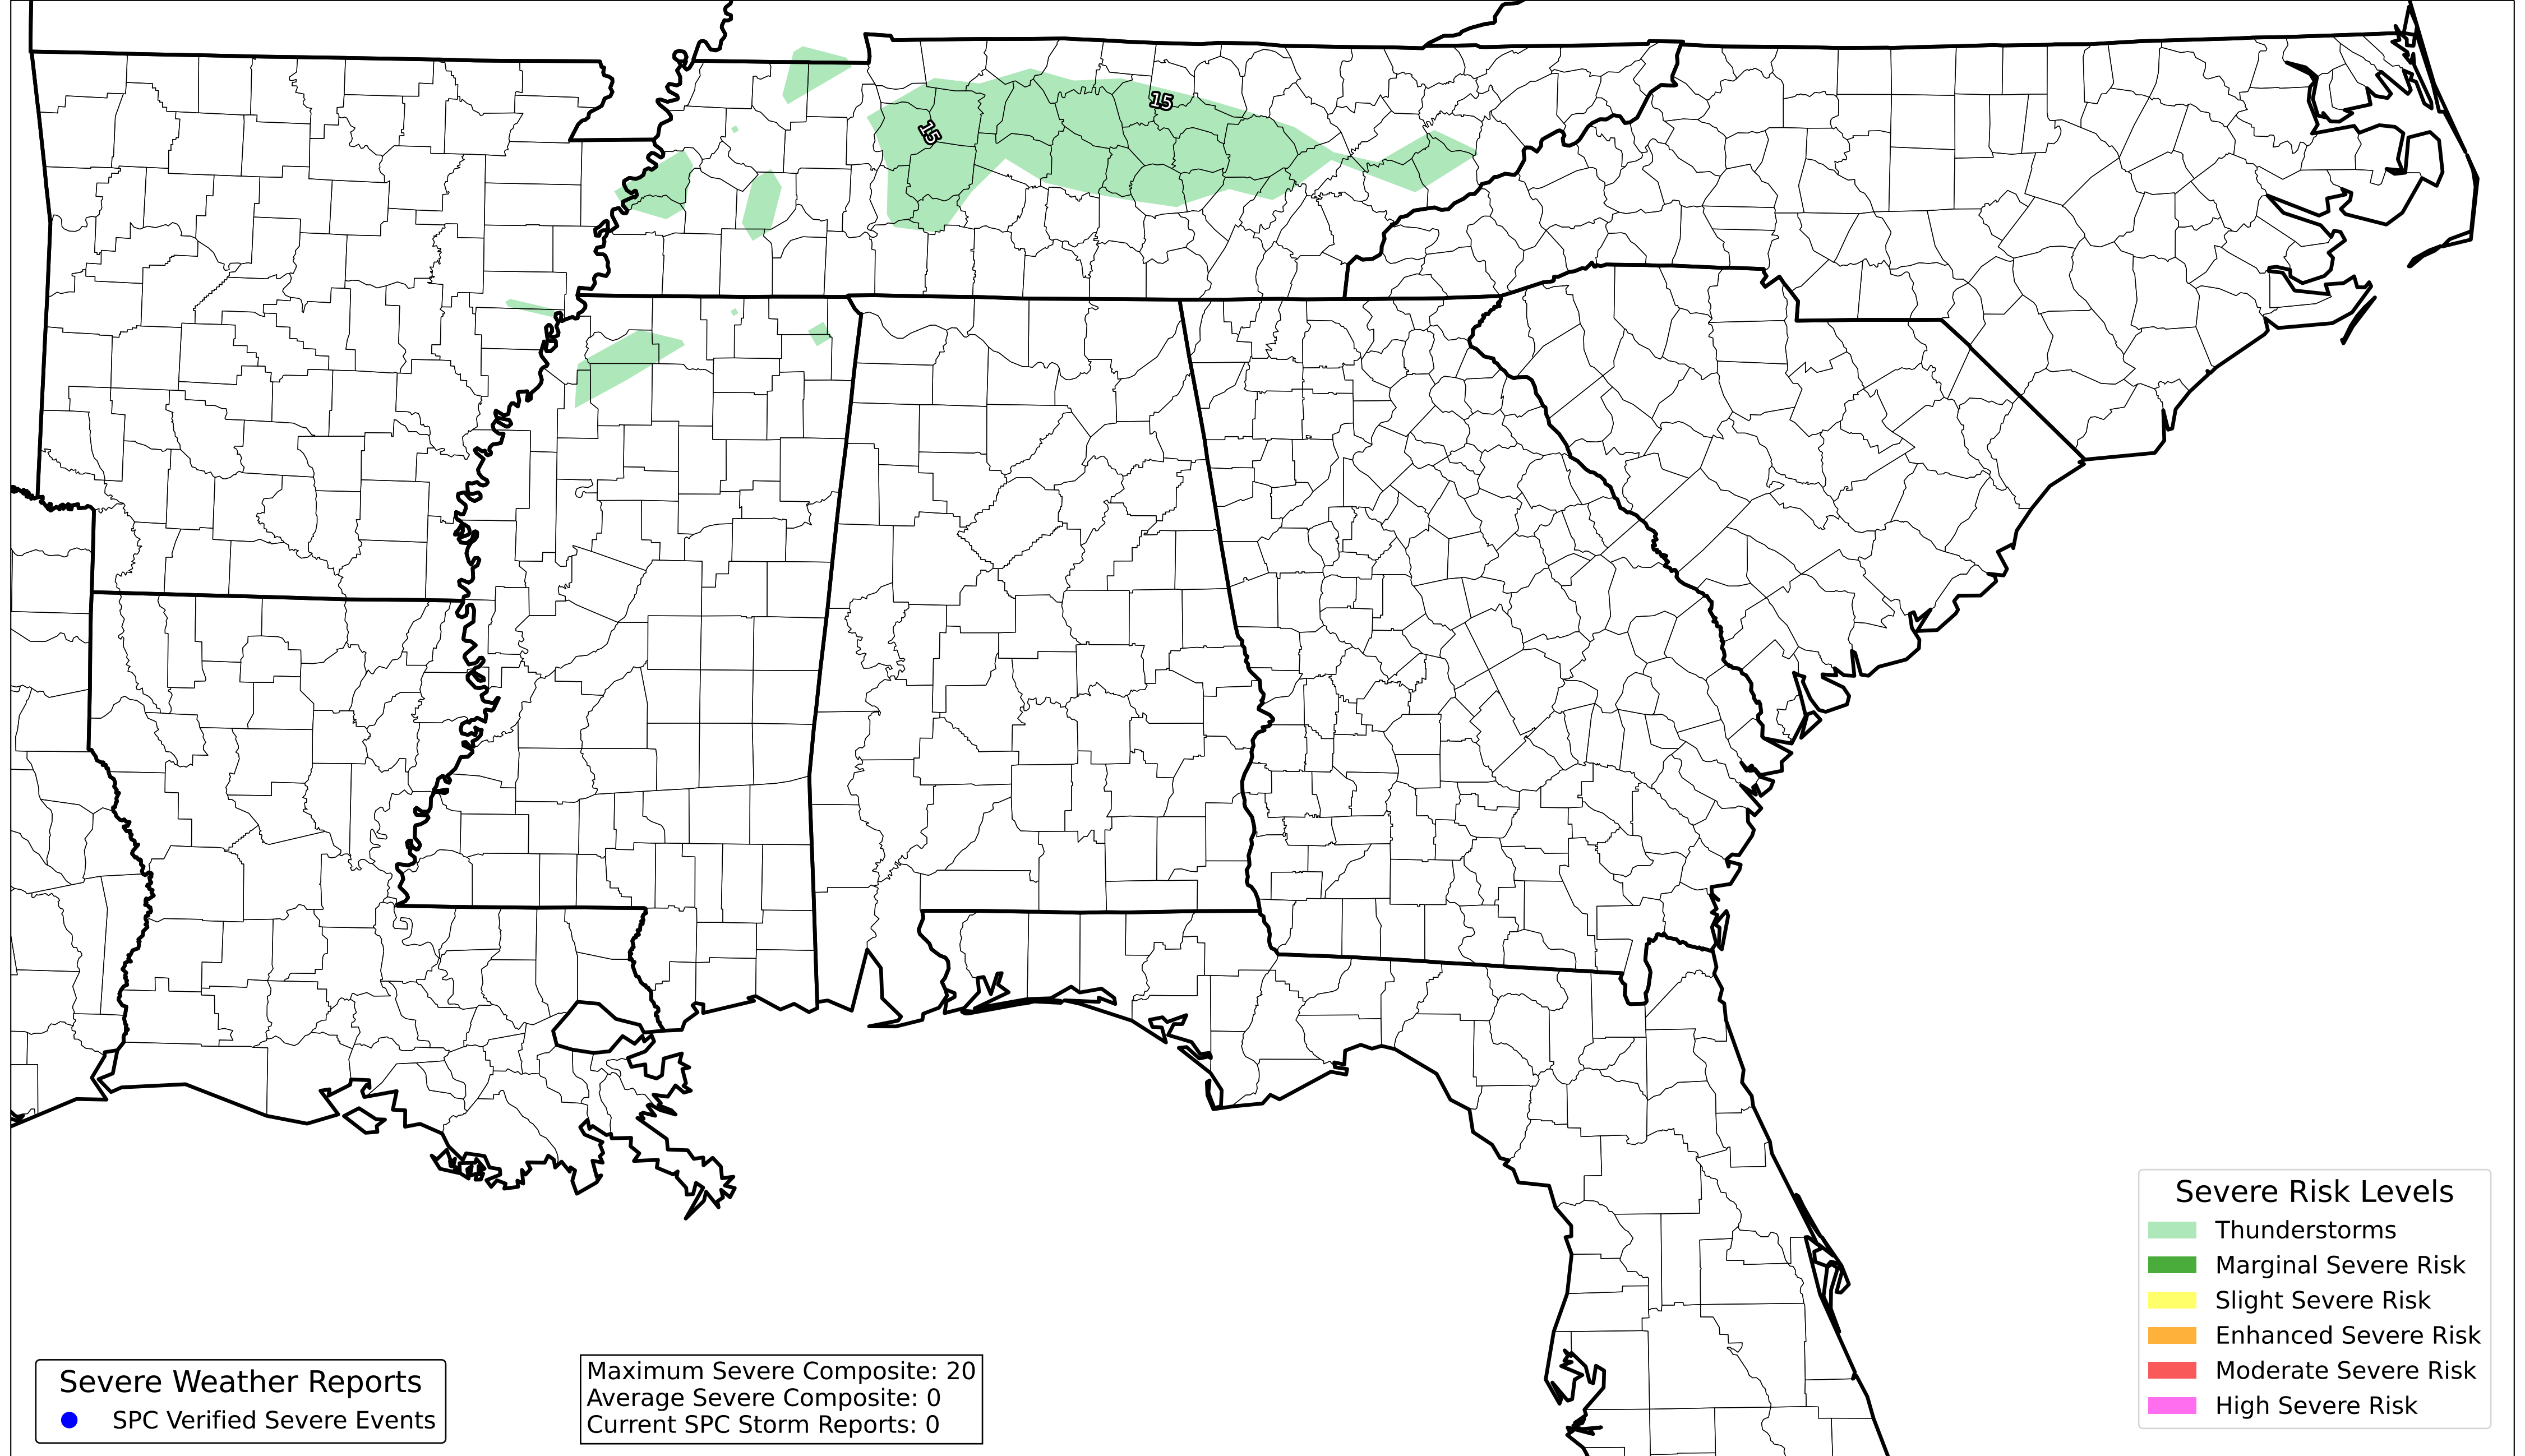 15
15
Severe Risk Levels
Thunderstorms
Marginal Severe Risk
Slight Severe Risk
Enhanced Severe Risk
Moderate Severe Risk
High Severe Risk
Severe Weather Reports
SPC Verified Severe Events
Maximum Severe Composite: 20
Average Severe Composite: 0
Current SPC Storm Reports: 0